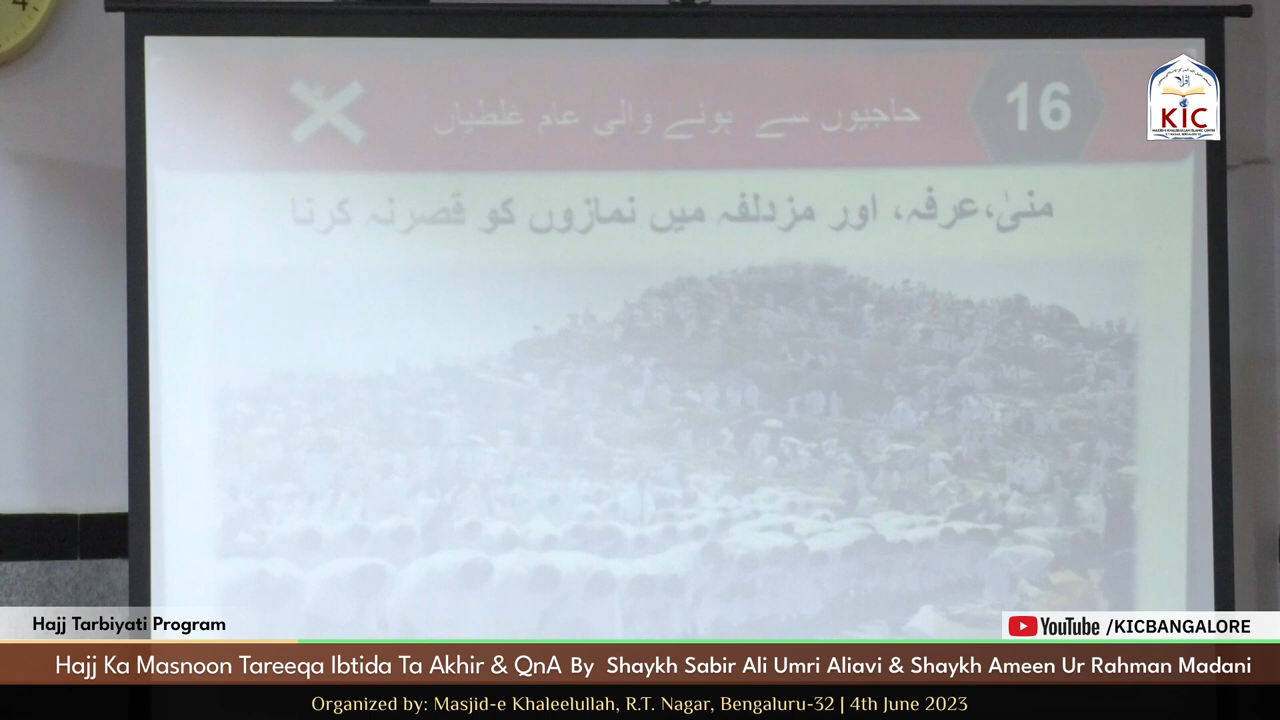 16 حاجیوں سے ہونے والی عام غلطیاں
منیٰ،عرفہ، اور مزدلفہ میں نمازوں کو قصرنہ کرنا
KIC
Hajj Tarbiyati Program
YouTube /KICBANGALORE
Hajj Ka Masnoon Tareeqa Ibtida Ta Akhir & QnA By Shaykh Sabir Ali Umri Aliavi & Shaykh Ameen Ur Rahman Madani
Organized by: Masjid-e Khaleelullah, R.T. Nagar, Bengaluru-32 | 4th June 2023